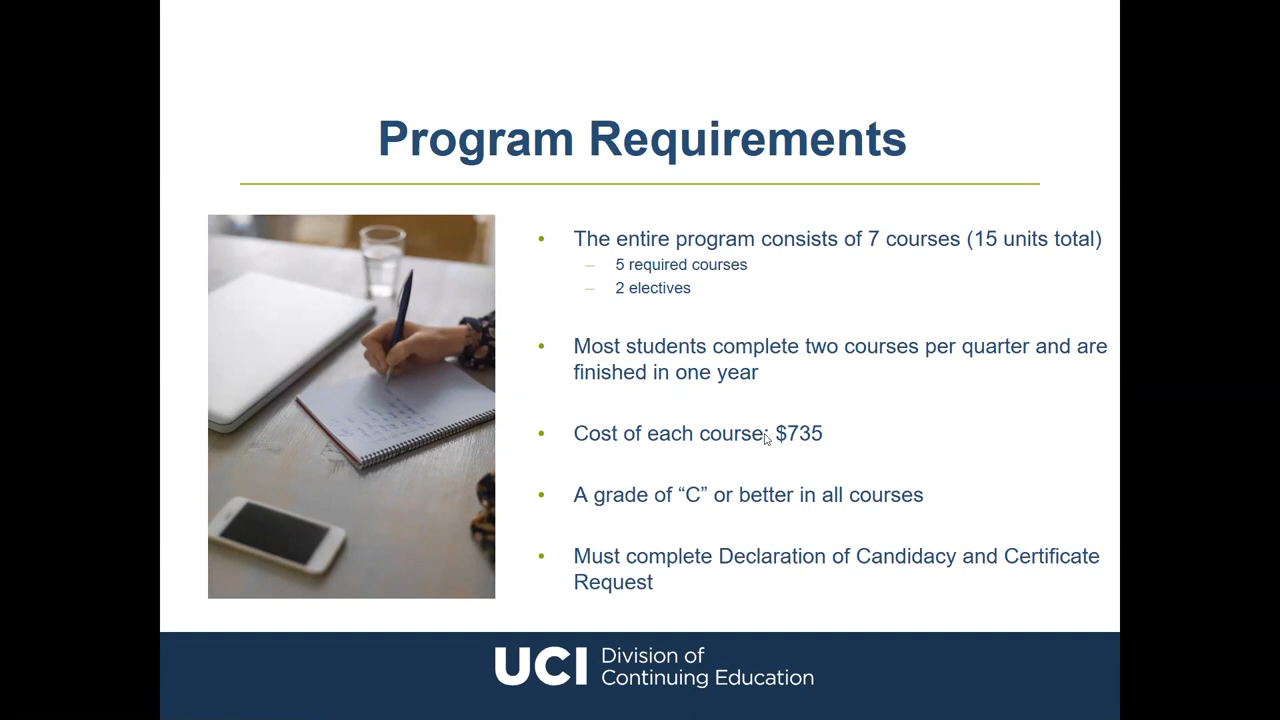 Program Requirements
• The entire program consists of 7 courses (15 units total)
– 5 required courses
– 2 electives
• Most students complete two courses per quarter and are
finished in one year
• Cost of each course: $735
• A grade of “C” or better in all courses
• Must complete Declaration of Candidacy and Certificate
Request
UCI Division of
Continuing Education